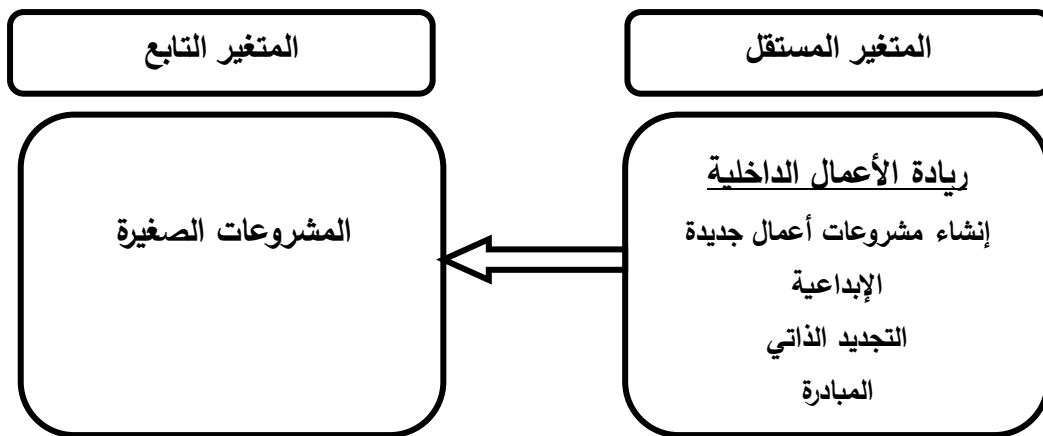 المتغير المستقل
المتغير التابع
ريادة الأعمال الداخلية
إنشاء مشروعات أعمال جديدة
الإبداعية
التجديد الذاتي
المبادرة
المشروعات الصغيرة